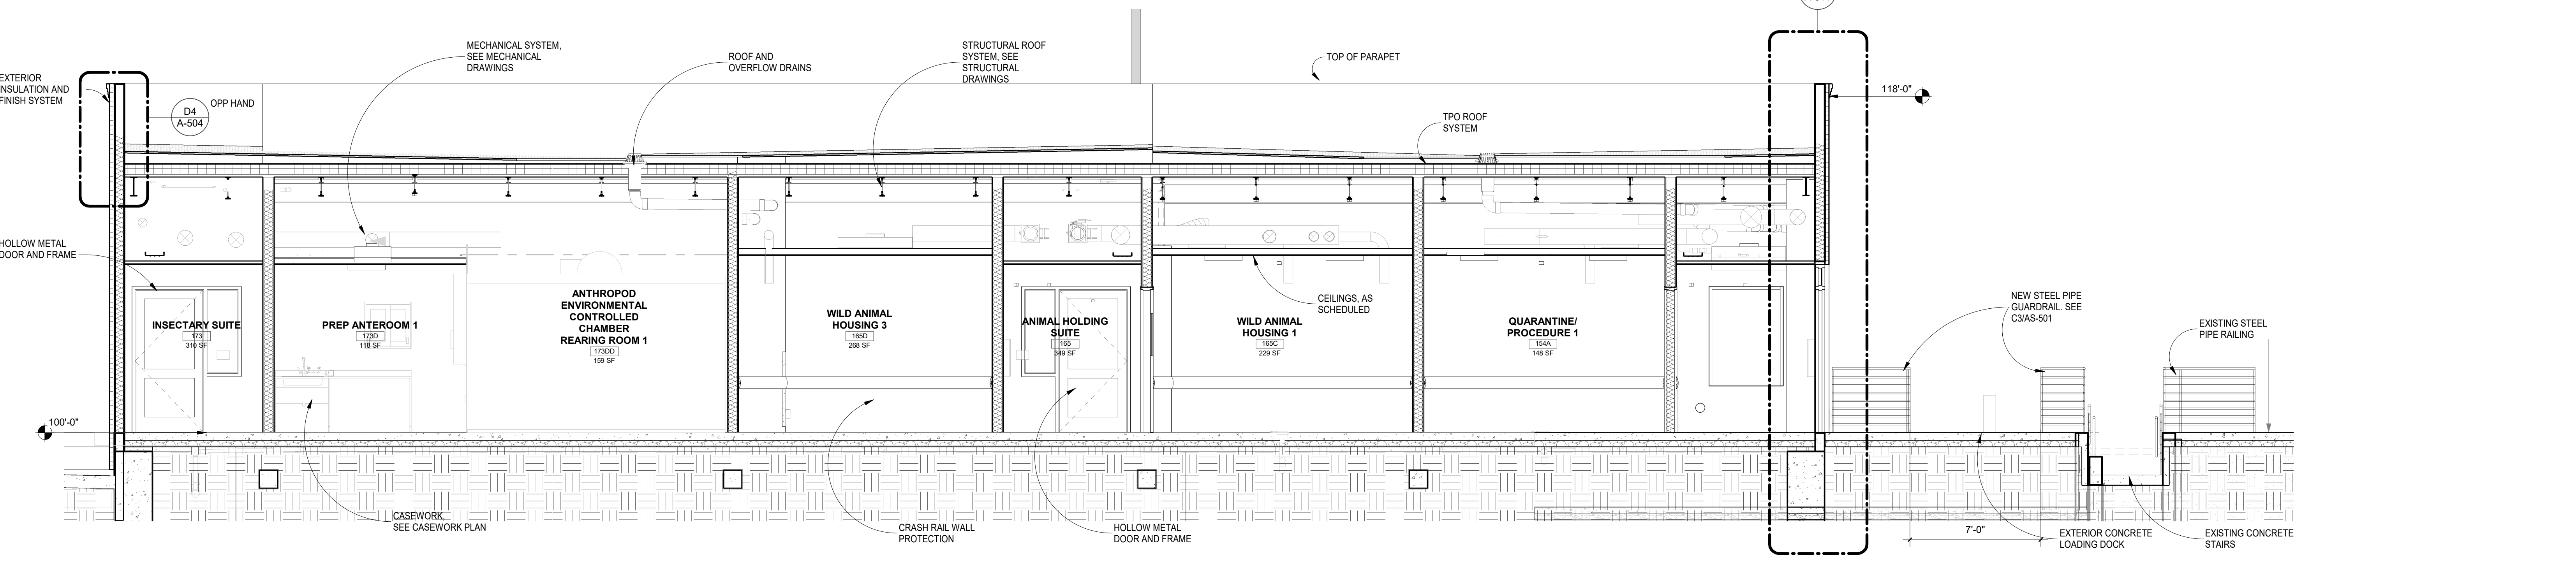 MECHANICAL SYSTEM,
SEE MECHANICAL
DRAWINGS
ROOF AND
OVERFLOW DRAINS
STRUCTURAL ROOF
SYSTEM, SEE
STRUCTURAL
DRAWINGS
TOP OF PARAPET
EXTERIOR
INSULATION AND
FINISH SYSTEM
D4
A-504
OPP HAND
118'-0"
TPO ROOF
SYSTEM
HOLLOW METAL
DOOR AND FRAME
INSECTARY SUITE
173
310 SF
PREP ANTEROOM 1
173D
118 SF
ANTHROPOD
ENVIRONMENTAL
CONTROLLED
CHAMBER
REARING ROOM 1
173DD
159 SF
WILD ANIMAL
HOUSING 3
165D
268 SF
ANIMAL HOLDING
SUITE
165
349 SF
WILD ANIMAL
HOUSING 1
165C
229 SF
CEILINGS, AS
SCHEDULED
QUARANTINE/
PROCEDURE 1
154A
148 SF
NEW STEEL PIPE
GUARDRAIL. SEE
C3/AS-501
EXISTING STEEL
PIPE RAILING
100'-0"
CASEWORK,
SEE CASEWORK PLAN
CRASH RAIL WALL
PROTECTION
HOLLOW METAL
DOOR AND FRAME
7'-0"
EXTERIOR CONCRETE
LOADING DOCK
EXISTING CONCRETE
STAIRS